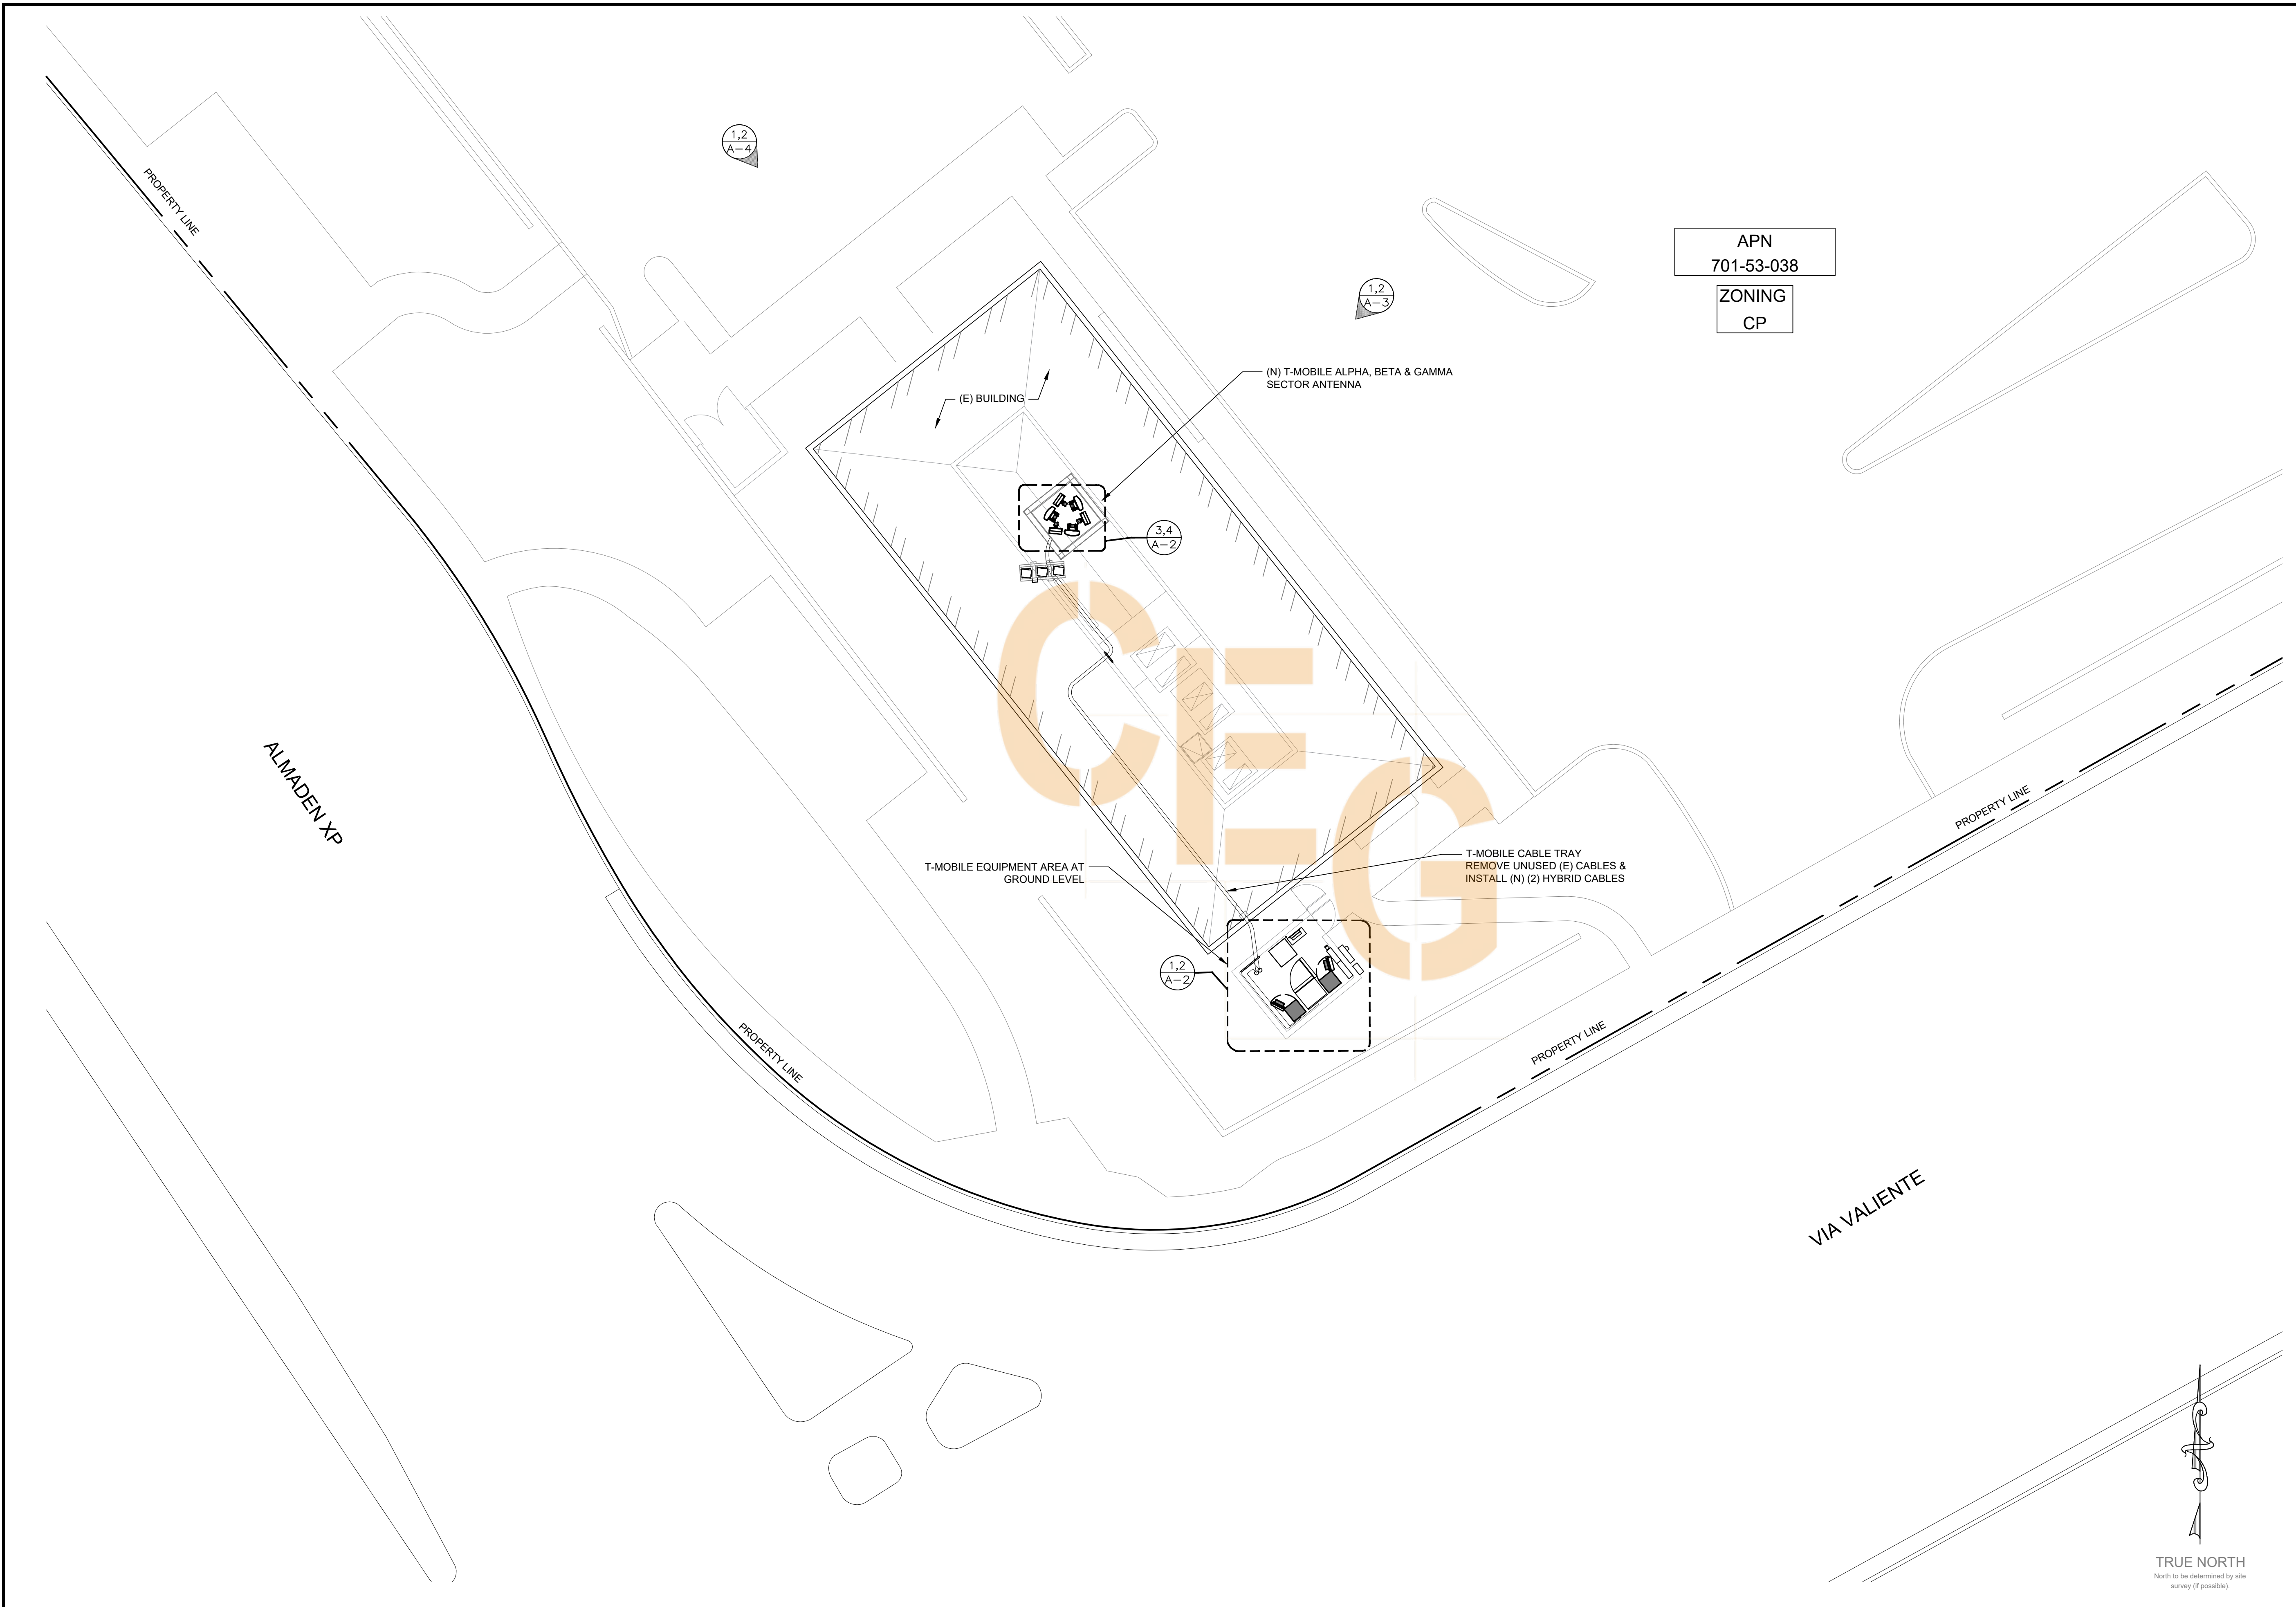 1,2
A-4
PROPERTY LINE
APN
701-53-038
ZONING
CP
1,2
A-3
(N) T-MOBILE ALPHA, BETA & GAMMA
SECTOR ANTENNA
(E) BUILDING
3,4
A-2
CEG
ALMADEN XP
PROPERTY LINE
T-MOBILE EQUIPMENT AREA AT
GROUND LEVEL
T-MOBILE CABLE TRAY
REMOVE UNUSED (E) CABLES &
INSTALL (N) (2) HYBRID CABLES
1,2
A-2
PROPERTY LINE
PROPERTY LINE
VIA VALIENTE
TRUE NORTH
North to be determined by site
survey (if possible).